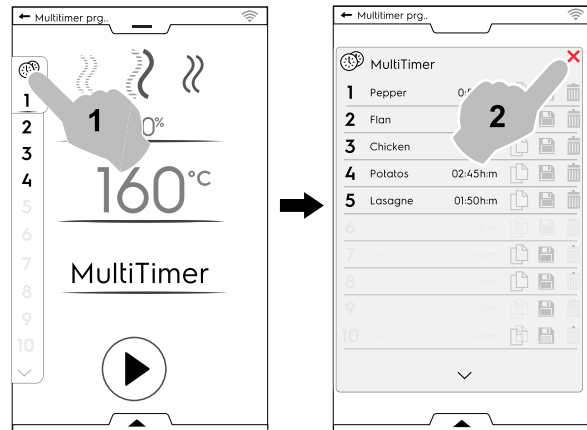 Multitimer prg..
1
2
3
4
5
6
7
8
9
10
1
%
160°C
MultiTimer
Multitimer prg..
MultiTimer
1 Pepper
2 Flan
3 Chicken
4 Potatos 02:45h:m
5 Lasagne 01:50h:m
6
7
8
9
10
2